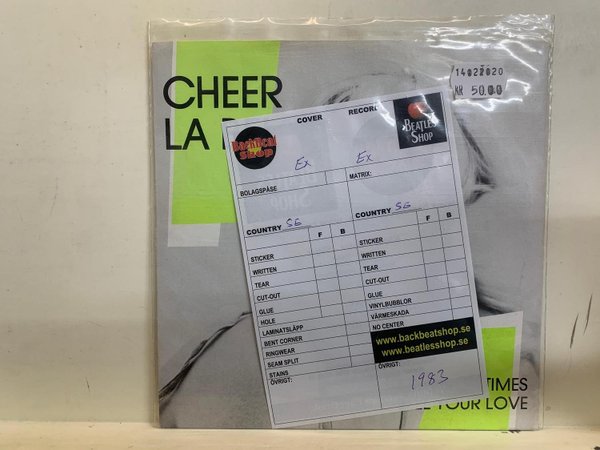 CHEER
LA
14022020
KR 50.00
COVER
RECORD
BackBeat
Shop
BEATLES
SHOP
Ex
Ex
BOLAGSPÅSE
MATRIX:
COUNTRY SE
COUNTRY SE
F B
F B
STICKER
WRITTEN
TEAR
CUT-OUT
GLUE
HOLE
LAMINATSLÄPP
BENT CORNER
RINGWEAR
SEAM SPLIT
STAINS
ÖVRIGT:
STICKER
WRITTEN
TEAR
CUT-OUT
GLUE
VINYLBUBBLOR
VÄRMESKADA
NO CENTER
www.backbeatshop.se
www.beatlesshop.se
ÖVRIGT:
1983
TIMES
YOUR LOVE